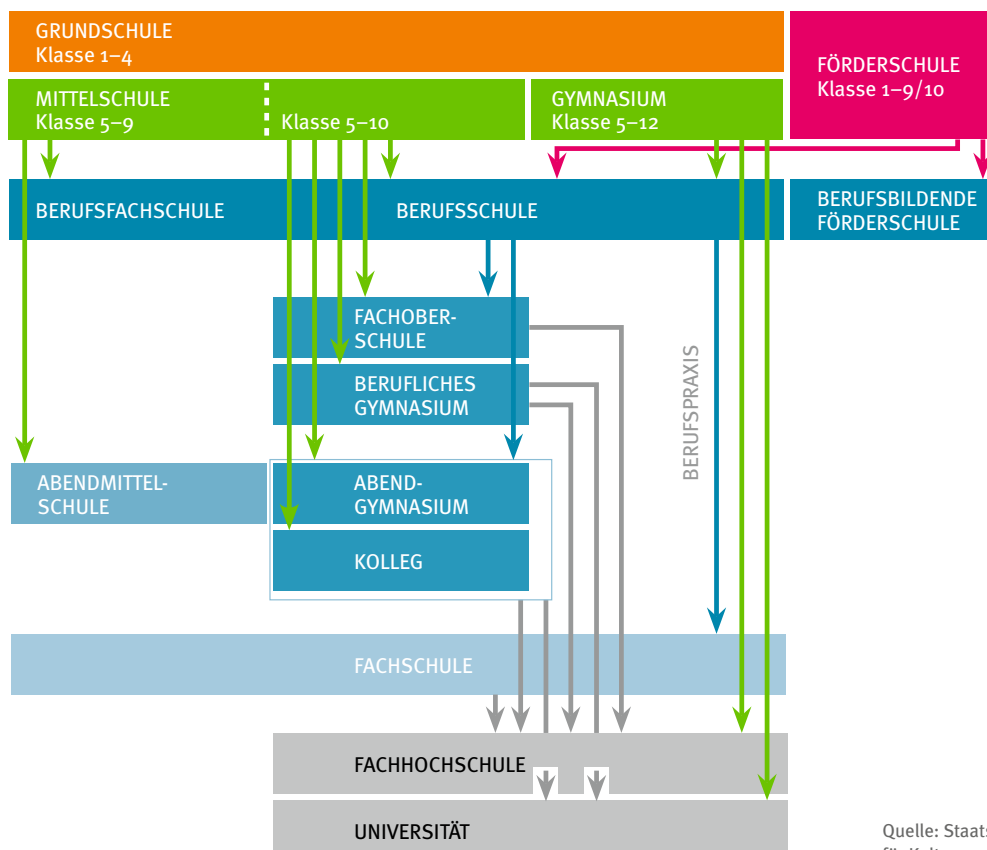 GRUNDSCHULE
Klasse 1–4
FÖRDERSCHULE
Klasse 1–9/10
MITTELSCHULE
Klasse 5–9
Klasse 5–10
GYMNASIUM
Klasse 5–12
BERUFSFACHSCHULE
BERUFSSCHULE
BERUFSBILDENDE
FÖRDERSCHULE
FACHOBER-
SCHULE
BERUFLICHES
GYMNASIUM
BERUFSPRAXIS
ABENDMITTEL-
SCHULE
ABEND-
GYMNASIUM
KOLLEG
FACHSCHULE
FACHHOCHSCHULE
UNIVERSITÄT
Quelle: Staats